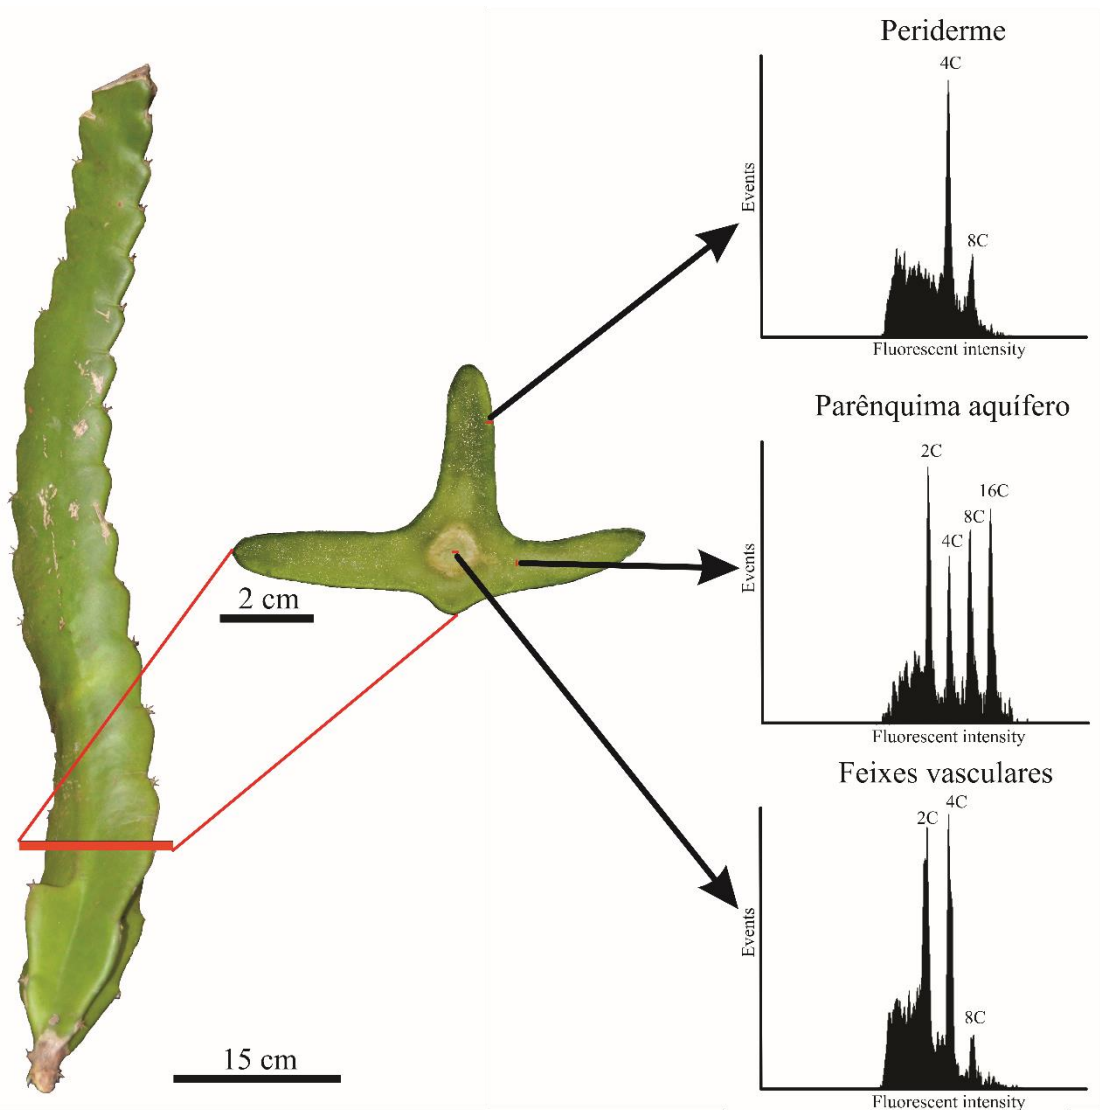 Periderme
4C
8C
Events
Fluorescent intensity
Parênquima aquífero
2C
4C
8C
16C
Events
Fluorescent intensity
2 cm
Feixes vasculares
2C
4C
8C
Events
Fluorescent intensity
15 cm